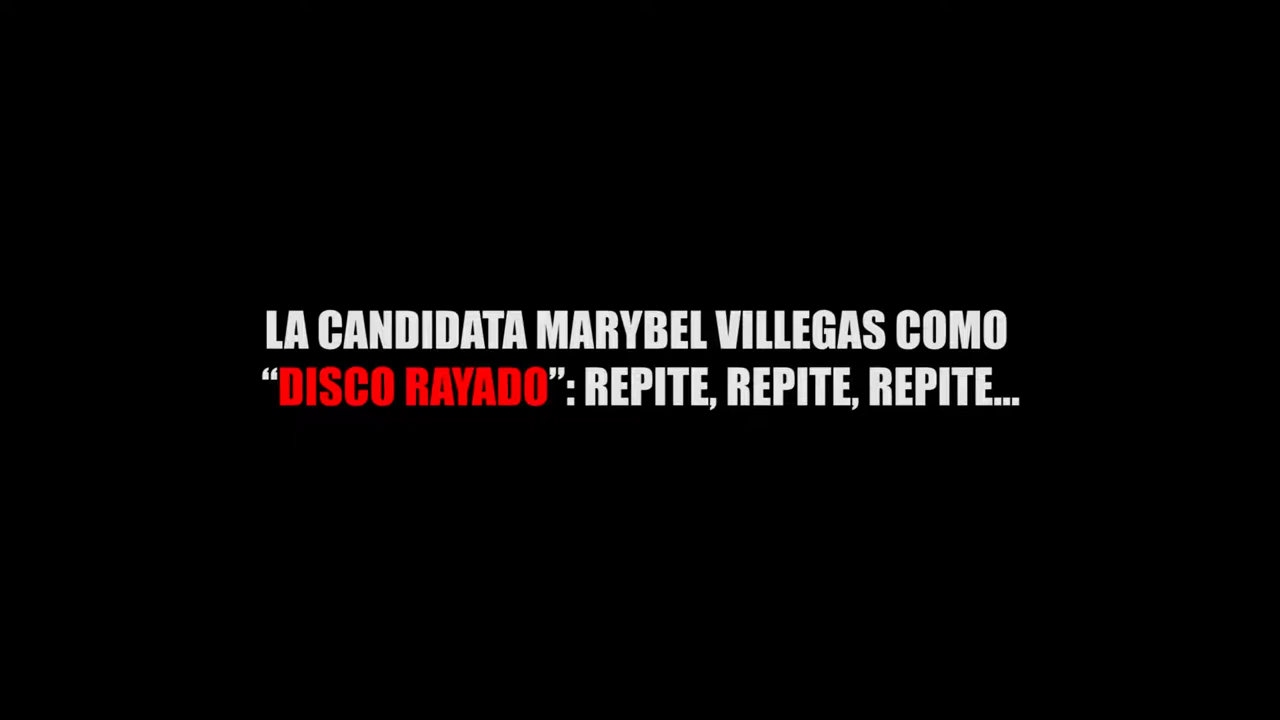 LA CANDIDATA MARYBEL VILLEGAS COMO
“DISCO RAYADO”: REPITE, REPITE, REPITE...